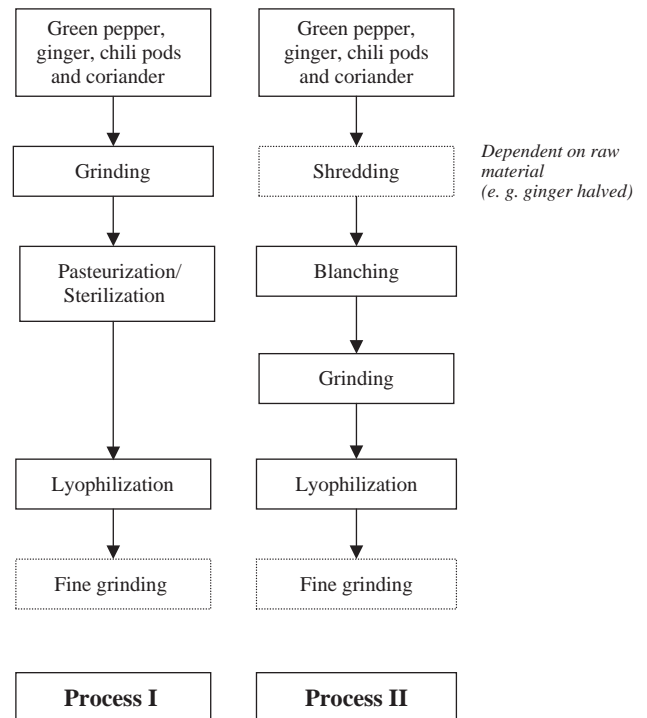 Green pepper,
ginger, chili pods
and coriander
Grinding
Pasteurization/
Sterilization
Lyophilization
Fine grinding
Process I
Green pepper,
ginger, chili pods
and coriander
Shredding
Dependent on raw
material
(e. g. ginger halved)
Blanching
Grinding
Lyophilization
Fine grinding
Process II